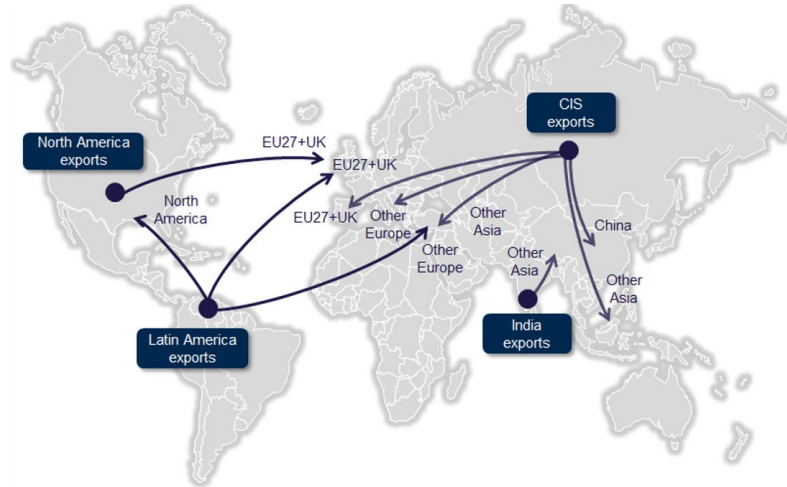 CIS
exports
North America
exports
EU27+UK
EU27+UK
North
America
EU27+UK
Other
Europe
Other
Asia
Other
Europe
Other
Asia
China
Other
Asia
Latin America
exports
India
exports